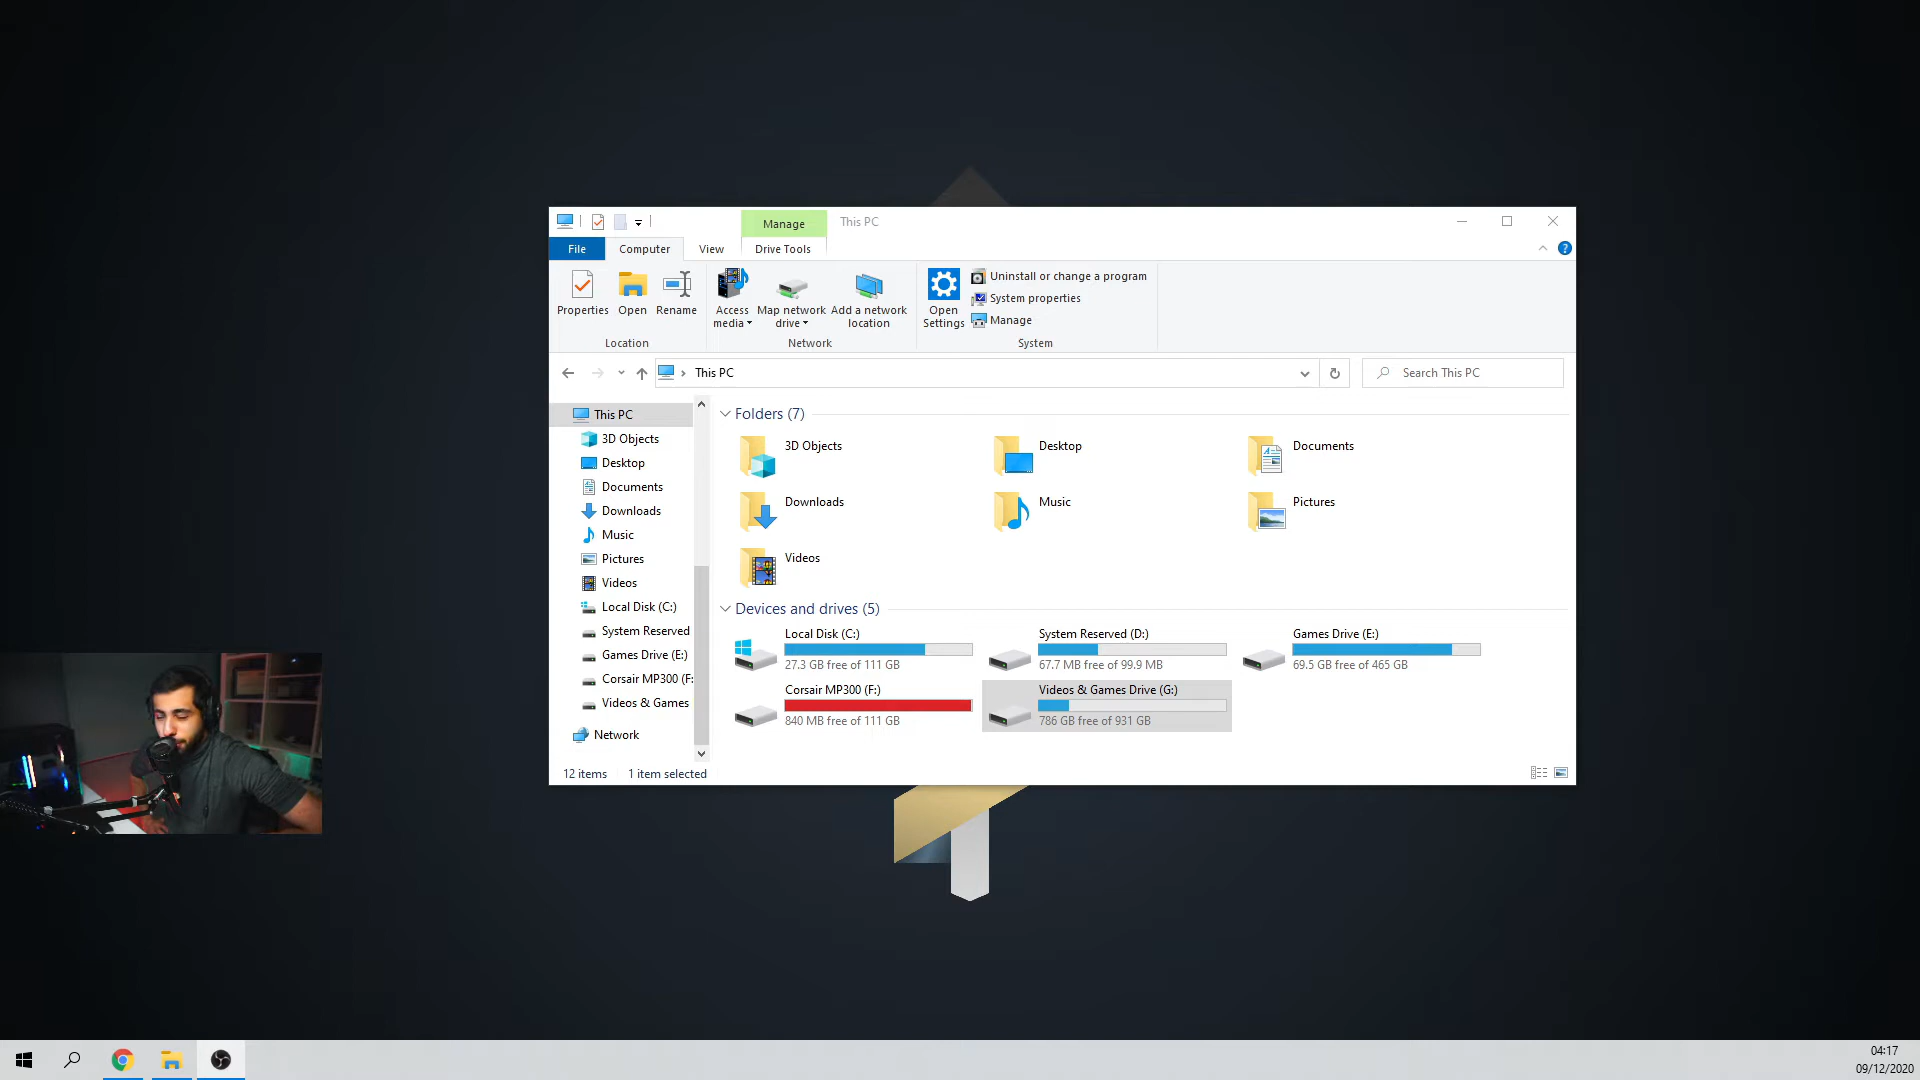 Manage
This PC
File
Computer
View
Drive Tools
Properties
Open
Rename
Access
media
Map network
drive
Add a network
location
Open
Settings
Uninstall or change a program
System properties
Manage
Location
Network
System
This PC
Search This PC
This PC
3D Objects
Desktop
Documents
Downloads
Music
Pictures
Videos
Local Disk (C:)
System Reserved
Games Drive (E:)
Corsair MP300 (F:
Videos & Games
Network
Folders (7)
3D Objects
Desktop
Documents
Downloads
Music
Pictures
Videos
Devices and drives (5)
Local Disk (C:)
27.3 GB free of 111 GB
System Reserved (D:)
67.7 MB free of 99.9 MB
Games Drive (E:)
69.5 GB free of 465 GB
Corsair MP300 (F:)
840 MB free of 111 GB
Videos & Games Drive (G:)
786 GB free of 931 GB
12 items
1 item selected
04:17
09/12/2020